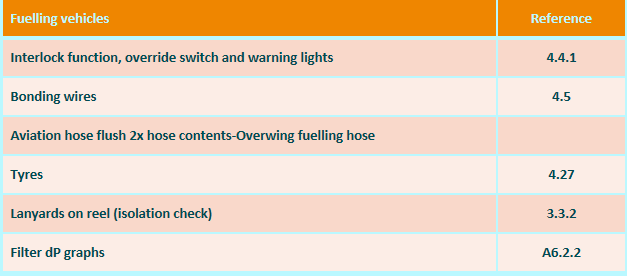 Fuelling vehicles Reference
Interlock function, override switch and warning lights 4.4.1
Bonding wires 4.5
Aviation hose flush 2x hose contents-Overwing fuelling hose
Tyres 4.27
Lanyards on reel (isolation check) 3.3.2
Filter dP graphs A6.2.2